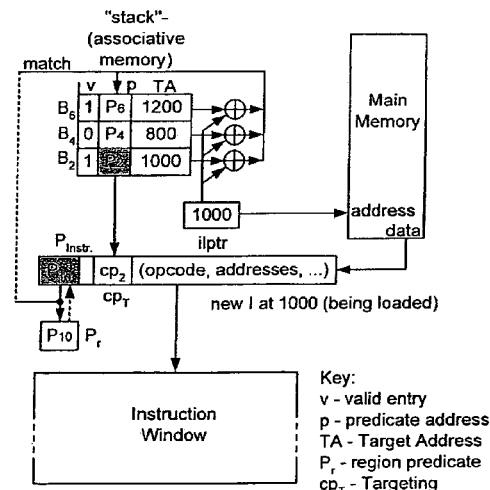 "stack"-
(associative
memory)
match
v p TA
B6 1 P6 1200
B4 0 P4 800
B2 1 1000
Main
Memory
1000
address
data
ilptr
PInstr.
cp2 (opcode, addresses, ...)
cpT
new I at 1000 (being loaded)
P10 Pr
Instruction
Window
Key:
v - valid entry
p - predicate address
TA - Target Address
Pr - region predicate
cpT - Targeting